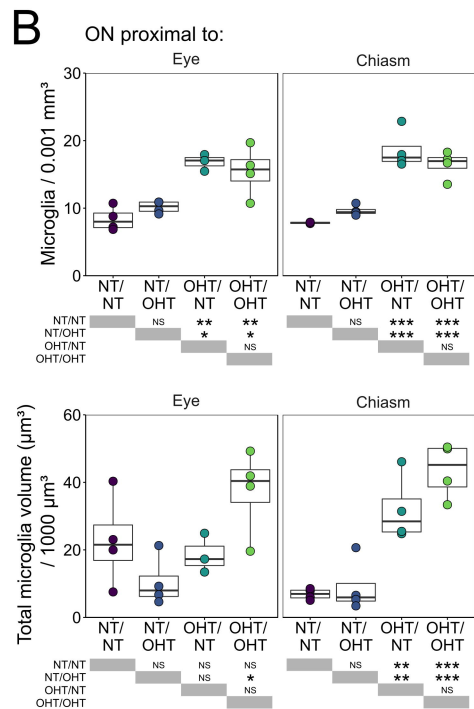 B
ON proximal to:
Eye Chiasm
Microglia / 0.001 mm³
30
20
10
0
NT/ NT/ OHT/ OHT/ NT/ NT/ OHT/ OHT/
NT OHT NT OHT NT OHT NT OHT
NT/NT NS ** ** NS *** ***
NT/OHT * * *** ***
OHT/NT NS NS
OHT/OHT
Eye Chiasm
Total microglia volume (µm³)
/ 1000 µm³
60
40
20
0
NT/ NT/ OHT/ OHT/ NT/ NT/ OHT/ OHT/
NT OHT NT OHT NT OHT NT OHT
NT/NT NS NS NS NS ** ***
NT/OHT NS * ** ***
OHT/NT NS NS
OHT/OHT